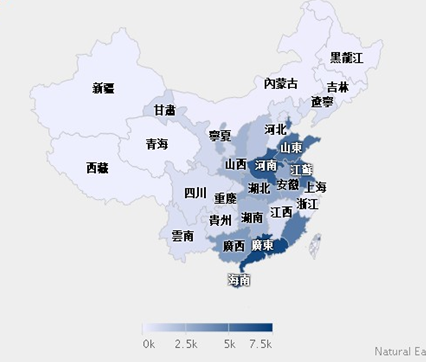 黑龍江
內蒙古
吉林
新疆
遼寧
甘肅
河北
寧夏
青海
山東
山西
河南
西藏
江蘇
四川
湖北
安徽
上海
重慶
浙江
貴州
湖南
江西
雲南
廣西
廣東
海南
0k 2.5k 5k 7.5k
Natural Ea